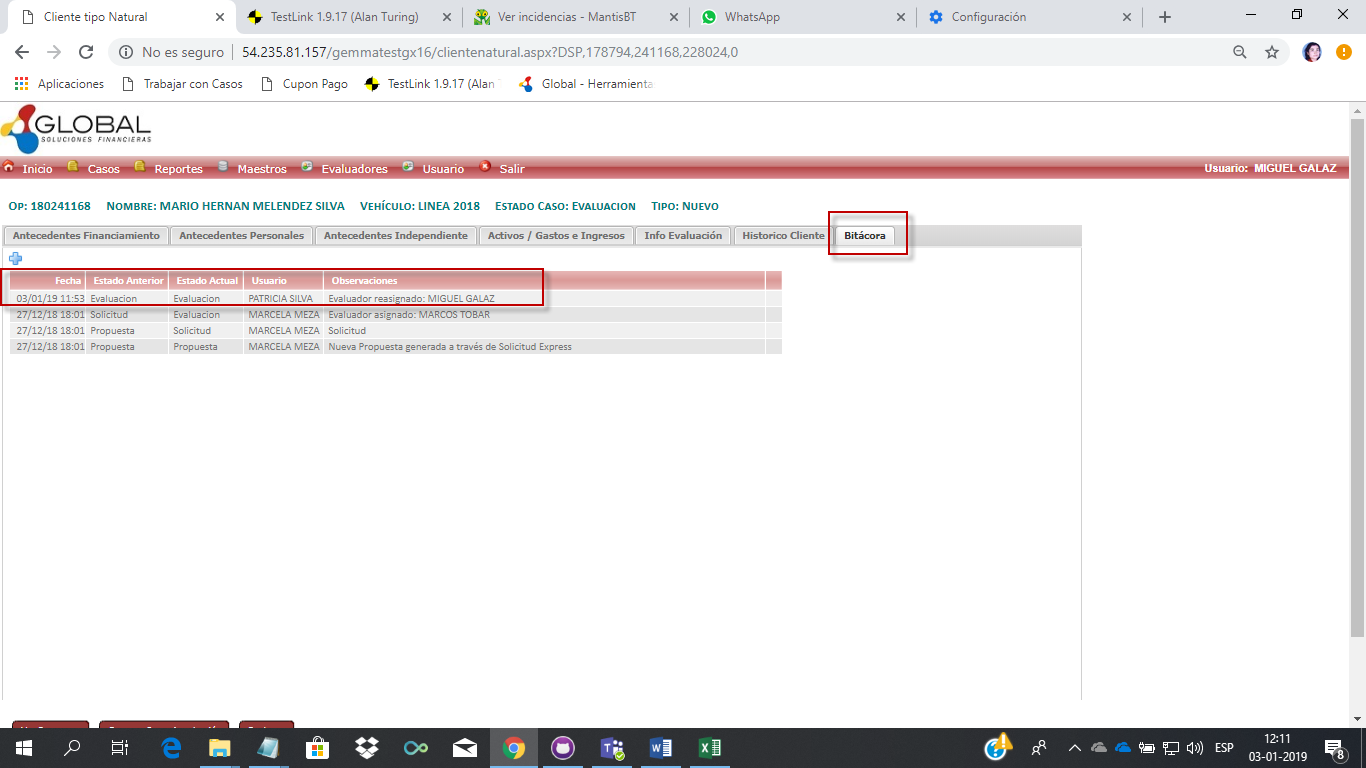 Cliente tipo Natural
TestLink 1.9.17 (Alan Turing)
Ver incidencias - MantisBT
WhatsApp
Configuración
No es seguro | 54.235.81.157/gemmatestgx16/clientenatural.aspx?DSP,178794,241168,228024,0
Aplicaciones Trabajar con Casos Cupon Pago TestLink 1.9.17 (Alan Global - Herramienta
GLOBAL
SOLUCIONES FINANCIERAS
Inicio Casos Reportes Maestros Evaluadores Usuario Salir Usuario: MIGUEL GALAZ
OP: 180241168 NOMBRE: MARIO HERNAN MELENDEZ SILVA VEHÍCULO: LINEA 2018 ESTADO CASO: EVALUACION TIPO: NUEVO
Antecedentes Financiamiento Antecedentes Personales Antecedentes Independiente Activos / Gastos e Ingresos Info Evaluación Historico Cliente Bitácora
Fecha Estado Anterior Estado Actual Usuario Observaciones
03/01/19 11:53 Evaluacion Evaluacion PATRICIA SILVA Evaluador reasignado: MIGUEL GALAZ
27/12/18 18:01 Solicitud Evaluacion MARCELA MEZA Evaluador asignado: MARCOS TOBAR
27/12/18 18:01 Propuesta Solicitud MARCELA MEZA Solicitud
27/12/18 18:01 Propuesta Propuesta MARCELA MEZA Nueva Propuesta generada a través de Solicitud Express
ESP
12:11
03-01-2019
8